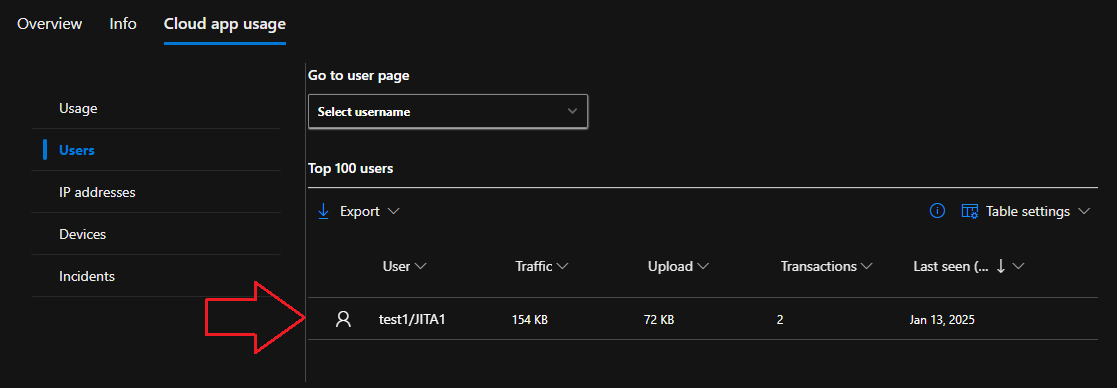 Overview Info Cloud app usage
Go to user page
Usage
Select username
Users
Top 100 users
IP addresses
Export
Table settings
Devices
Incidents
User Traffic Upload Transactions Last seen (...
test1/JITA1 154 KB 72 KB 2 Jan 13, 2025